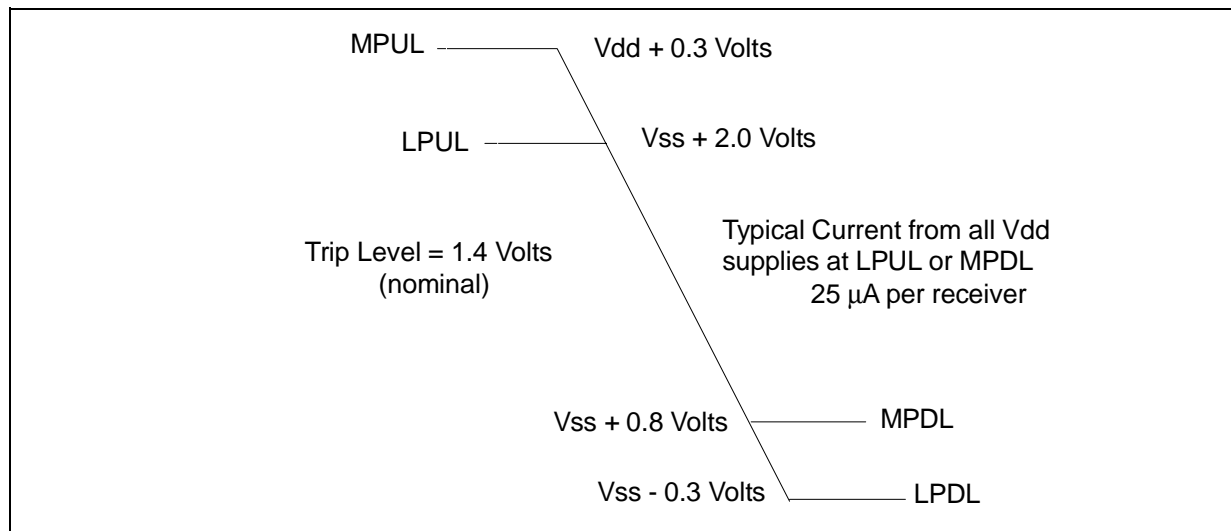 MPUL
Vdd + 0.3 Volts
LPUL
Vss + 2.0 Volts
Trip Level = 1.4 Volts
(nominal)
Typical Current from all Vdd
supplies at LPUL or MPDL
25 μA per receiver
Vss + 0.8 Volts
MPDL
Vss - 0.3 Volts
LPDL